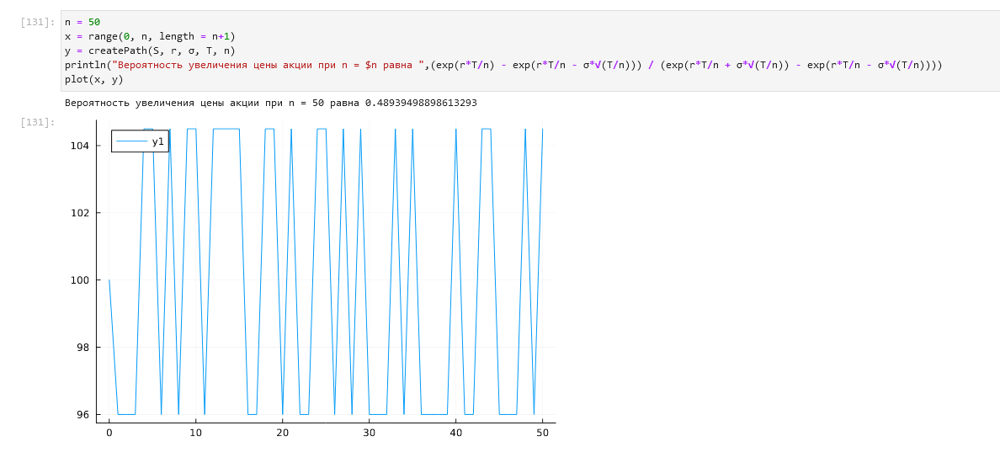 [131]: n = 50
x = range(0, n, length = n+1)
y = createPath(S, r, σ, T, n)
println("Вероятность увеличения цены акции при n = $n равна ",(exp(r*T/n) - exp(r*T/n - σ*√(T/n))) / (exp(r*T/n + σ*√(T/n)) - exp(r*T/n - σ*√(T/n))))
plot(x, y)
Вероятность увеличения цены акции при n = 50 равна 0.48939498898613293
[131]:
y1
104
102
100
98
96
0 10 20 30 40 50